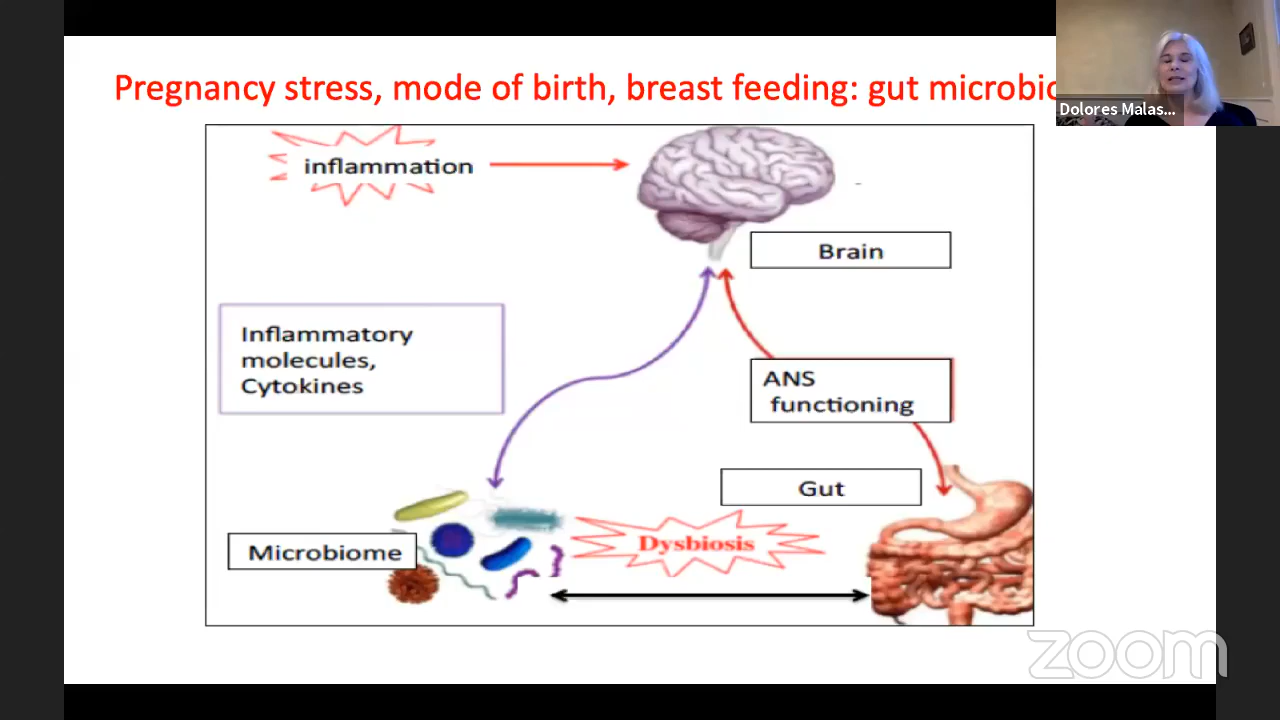 Pregnancy stress, mode of birth, breast feeding: gut
Dolores Malas...
inflammation
Brain
Inflammatory
molecules,
Cytokines
ANS
functioning
Gut
Dysbiosis
Microbiome
zoom